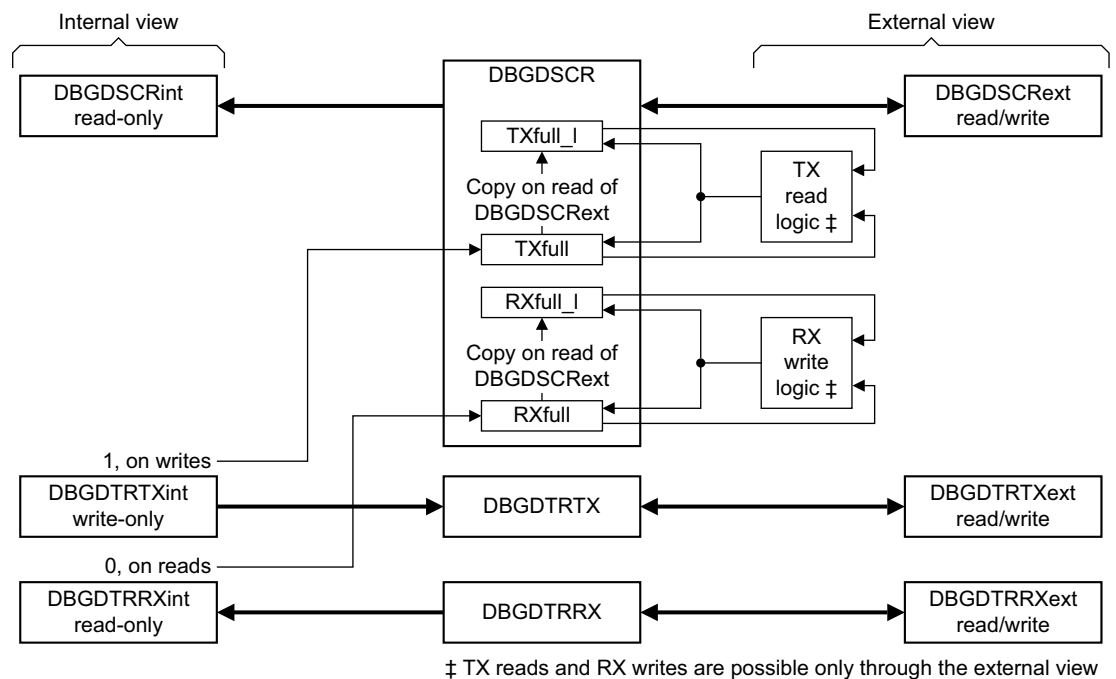 Internal view
External view
DBGDSCRint
read-only
DBGDSCR
DBGDSCRext
read/write
TXfull_l
Copy on read of
DBGDSCRext
TXfull
TX
read
logic ‡
RXfull_l
Copy on read of
DBGDSCRext
RXfull
RX
write
logic ‡
1, on writes
DBGDTRTXint
write-only
DBGDTRTX
DBGDTRTXext
read/write
0, on reads
DBGDTRRXint
read-only
DBGDTRRX
DBGDTRRXext
read/write
‡ TX reads and RX writes are possible only through the external view